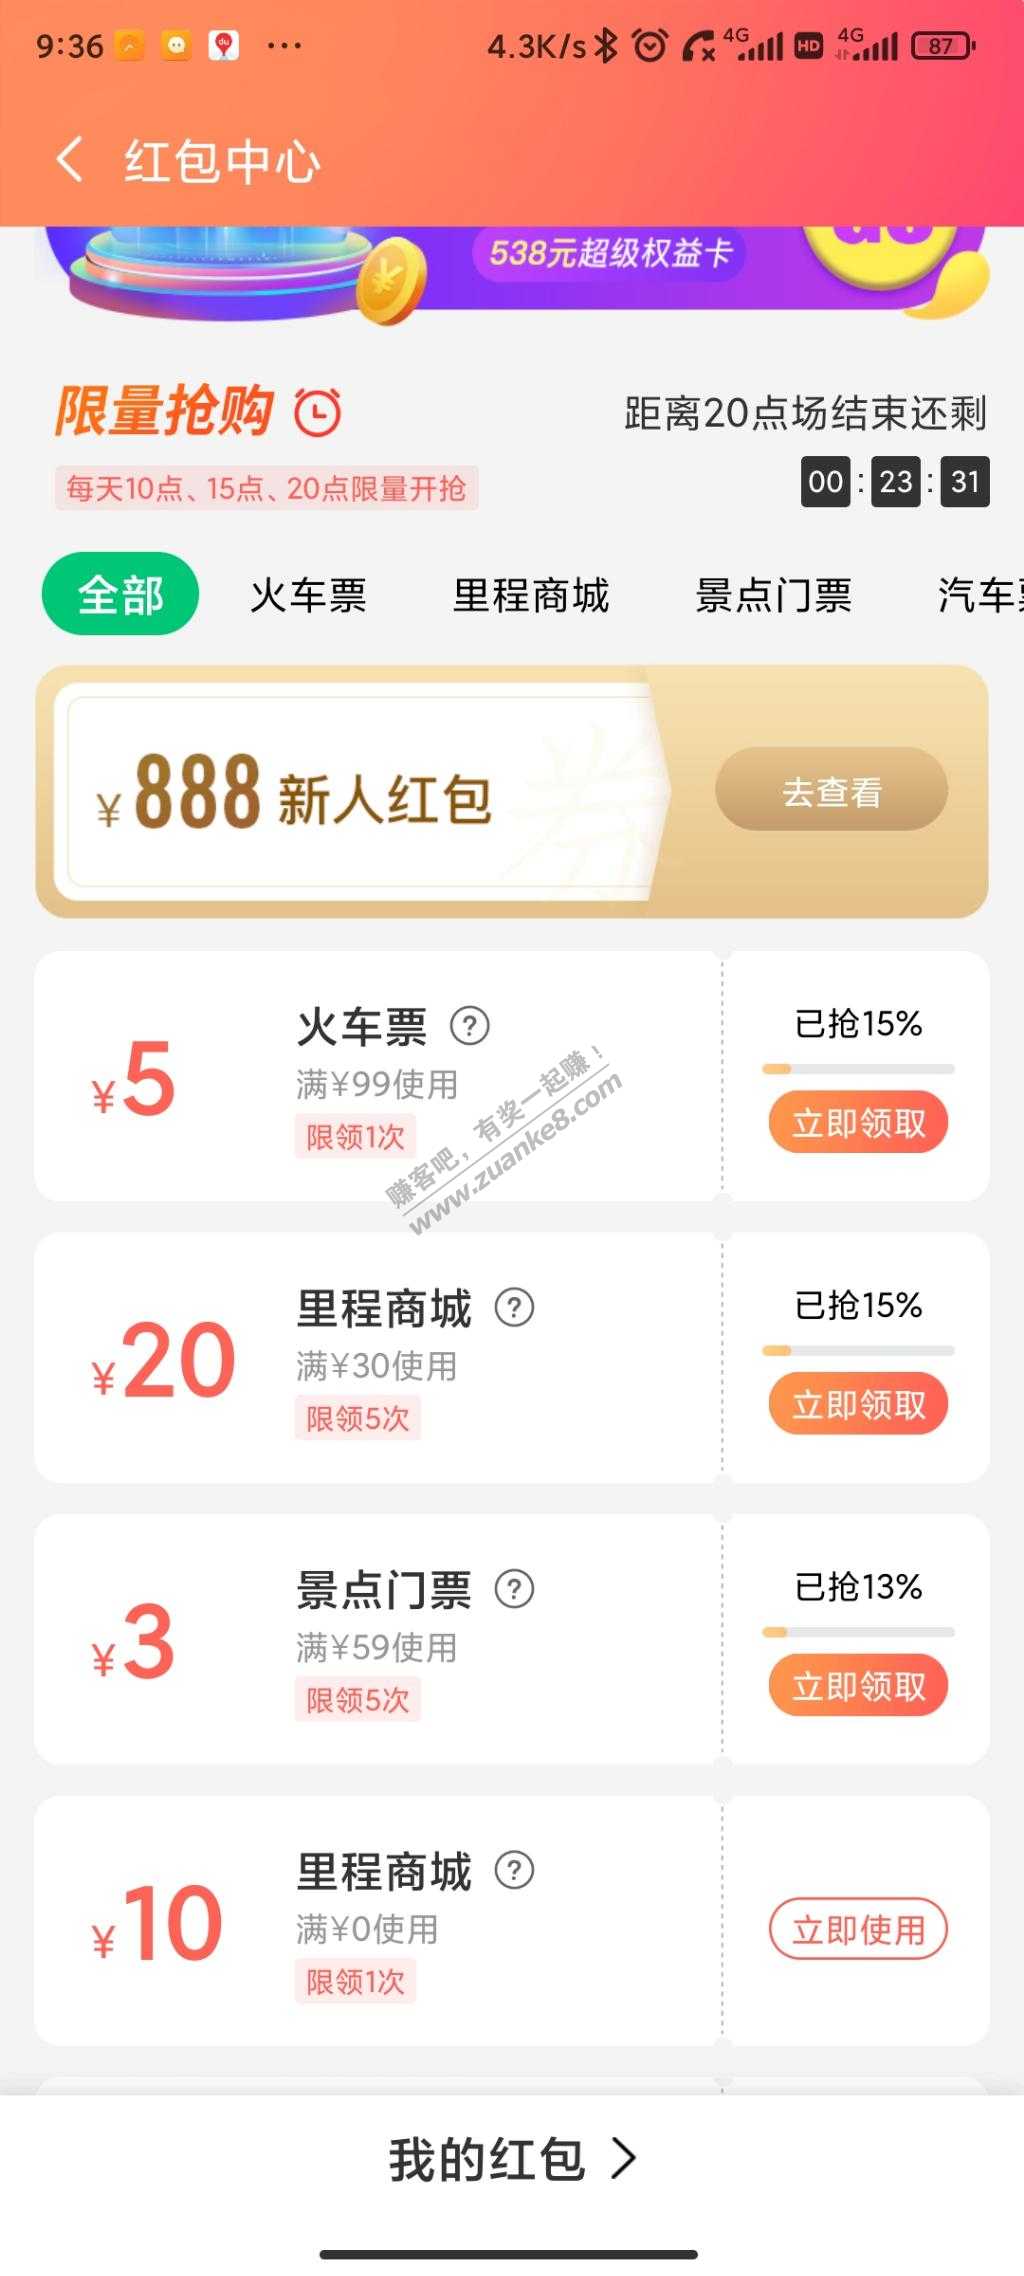 9:36 du ··· 4.3K/s 4G HD 4G 87
红包中心
538元超级权益卡
限量抢购
距离20点场结束还剩
每天10点、15点、20点限量开抢
00:23:31
全部 火车票 里程商城 景点门票 汽车
¥888新人红包
去查看
火车票 ?
已抢15%
¥5
满¥99使用
限领1次
立即领取
赚客吧，有奖一起赚！
www.zuanke8.com
里程商城 ?
已抢15%
¥20
满¥30使用
限领5次
立即领取
景点门票 ?
已抢13%
¥3
满¥59使用
限领5次
立即领取
里程商城 ?
¥10
满¥0使用
立即使用
限领1次
我的红包